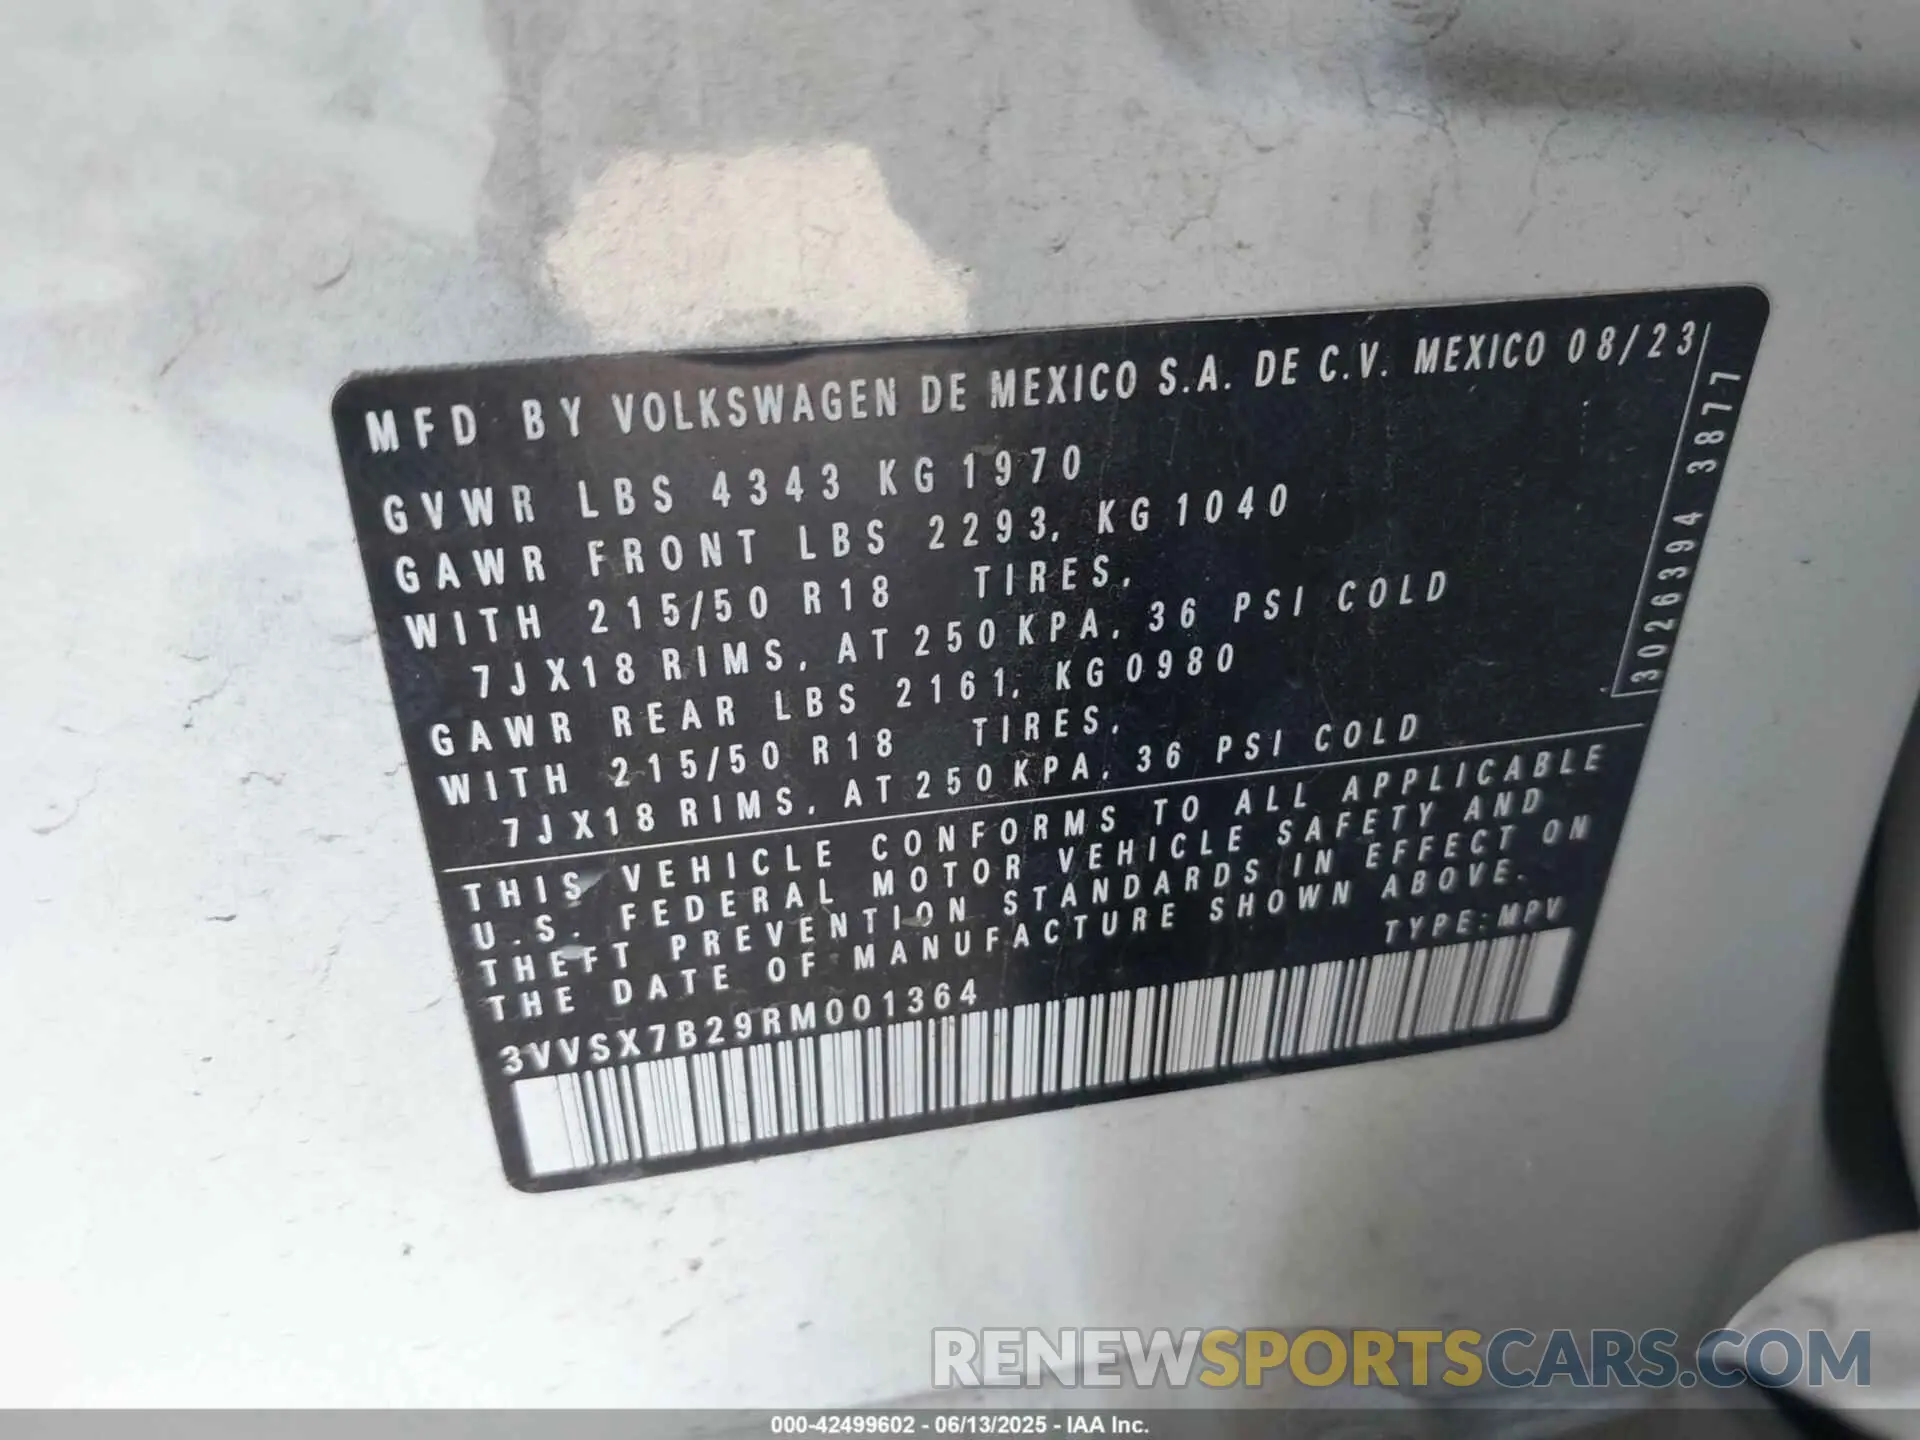 MFD BY VOLKSWAGEN DE MEXICO S.A. DE C.V. MEXICO 08/23
GVWR LBS 4343 KG 1970
GAWR FRONT LBS 2293, KG 1040
WITH 215/50 R18 TIRES,
7JX18 RIMS, AT 250 KPA, 36 PSI COLD
GAWR REAR LBS 2161, KG 0980
WITH 215/50 R18 TIRES,
7JX18 RIMS, AT 250 KPA, 36 PSI COLD
3026394 3877
THIS VEHICLE CONFORMS TO ALL APPLICABLE
U.S. FEDERAL MOTOR VEHICLE SAFETY AND
THEFT PREVENTION STANDARDS IN EFFECT ON
THE DATE OF MANUFACTURE SHOWN ABOVE.
TYPE: MPV
3VVSX7B29RM001364
RENEWSPORTSCARS.COM
000-42499602 - 06/13/2025 - IAA Inc.